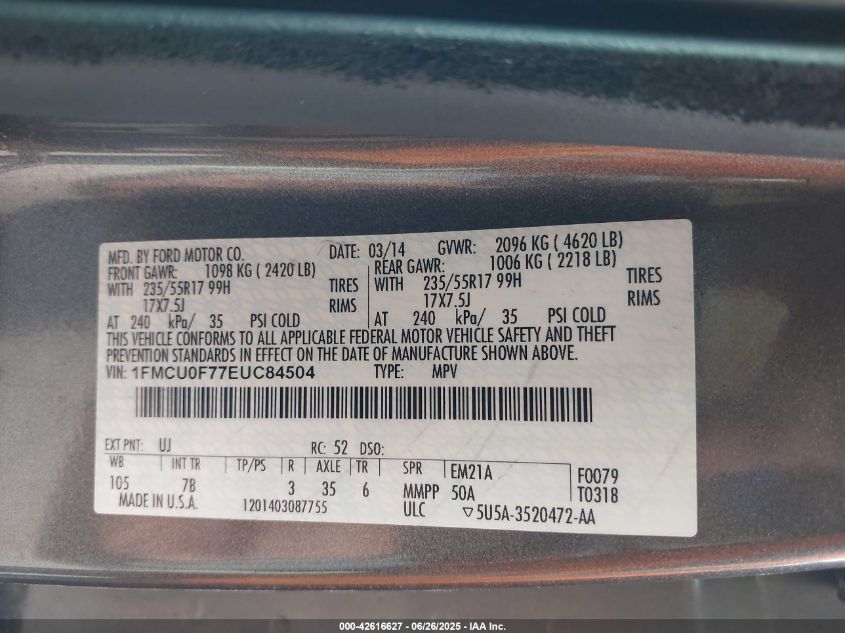 MFD. BY FORD MOTOR CO. DATE: 03/14 GVWR: 2096 KG ( 4620 LB)
FRONT GAWR: 1098 KG ( 2420 LB) REAR GAWR: 1006 KG ( 2218 LB)
WITH 235/55R17 99H TIRES WITH 235/55R17 99H TIRES
17X7.5J RIMS 17X7.5J RIMS
AT 240 kPa/ 35 PSI COLD AT 240 kPa/ 35 PSI COLD
THIS VEHICLE CONFORMS TO ALL APPLICABLE FEDERAL MOTOR VEHICLE SAFETY AND THEFT
PREVENTION STANDARDS IN EFFECT ON THE DATE OF MANUFACTURE SHOWN ABOVE.
VIN: 1FMCU0F77EUC84504 TYPE: MPV
EXT PNT: UJ RC: 52 DSO:
WB INT TR TP/PS R AXLE TR SPR EM21A F0079
105 7B 3 35 6 MMPP 50A T0318
MADE IN U.S.A. 1201403087755 ULC ▽5U5A-3520472-AA
000-42616627 - 06/26/2025 - IAA Inc.